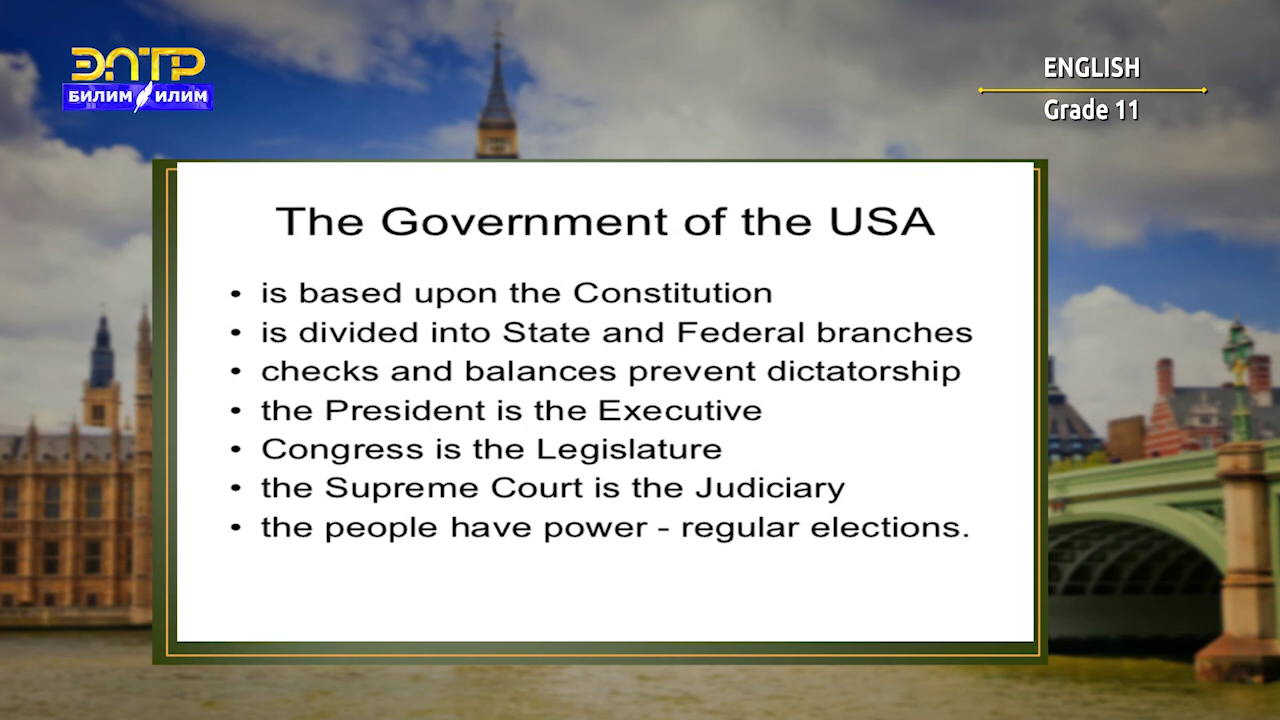 ЭЛТР
БИЛИМ ИЛИМ
ENGLISH
Grade 11
The Government of the USA
• is based upon the Constitution
• is divided into State and Federal branches
• checks and balances prevent dictatorship
• the President is the Executive
• Congress is the Legislature
• the Supreme Court is the Judiciary
• the people have power - regular elections.